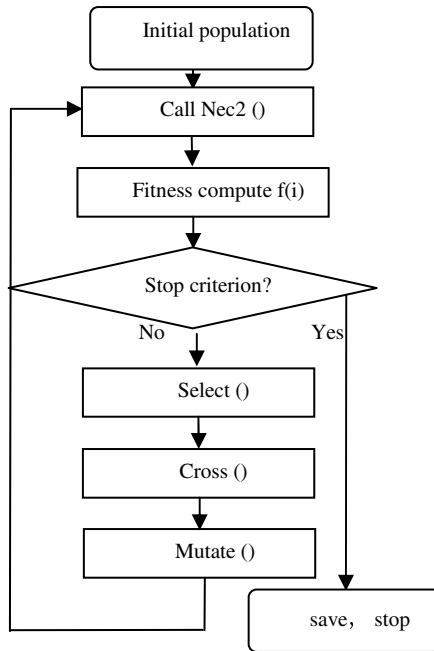 Initial population
Call Nec2 ()
Fitness compute f(i)
Stop criterion?
No
Yes
Select ()
Cross ()
Mutate ()
save， stop